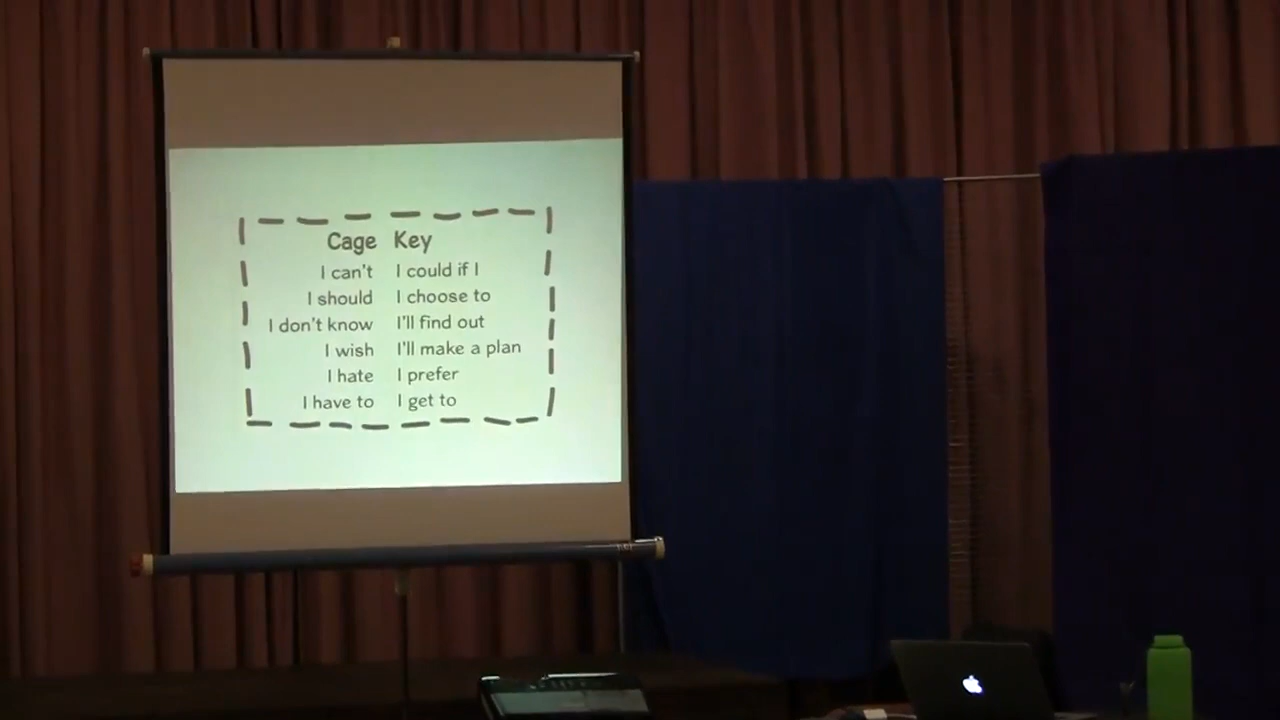 Cage Key
I can't I could if I
I should I choose to
I don't know I'll find out
I wish I'll make a plan
I hate I prefer
I have to I get to